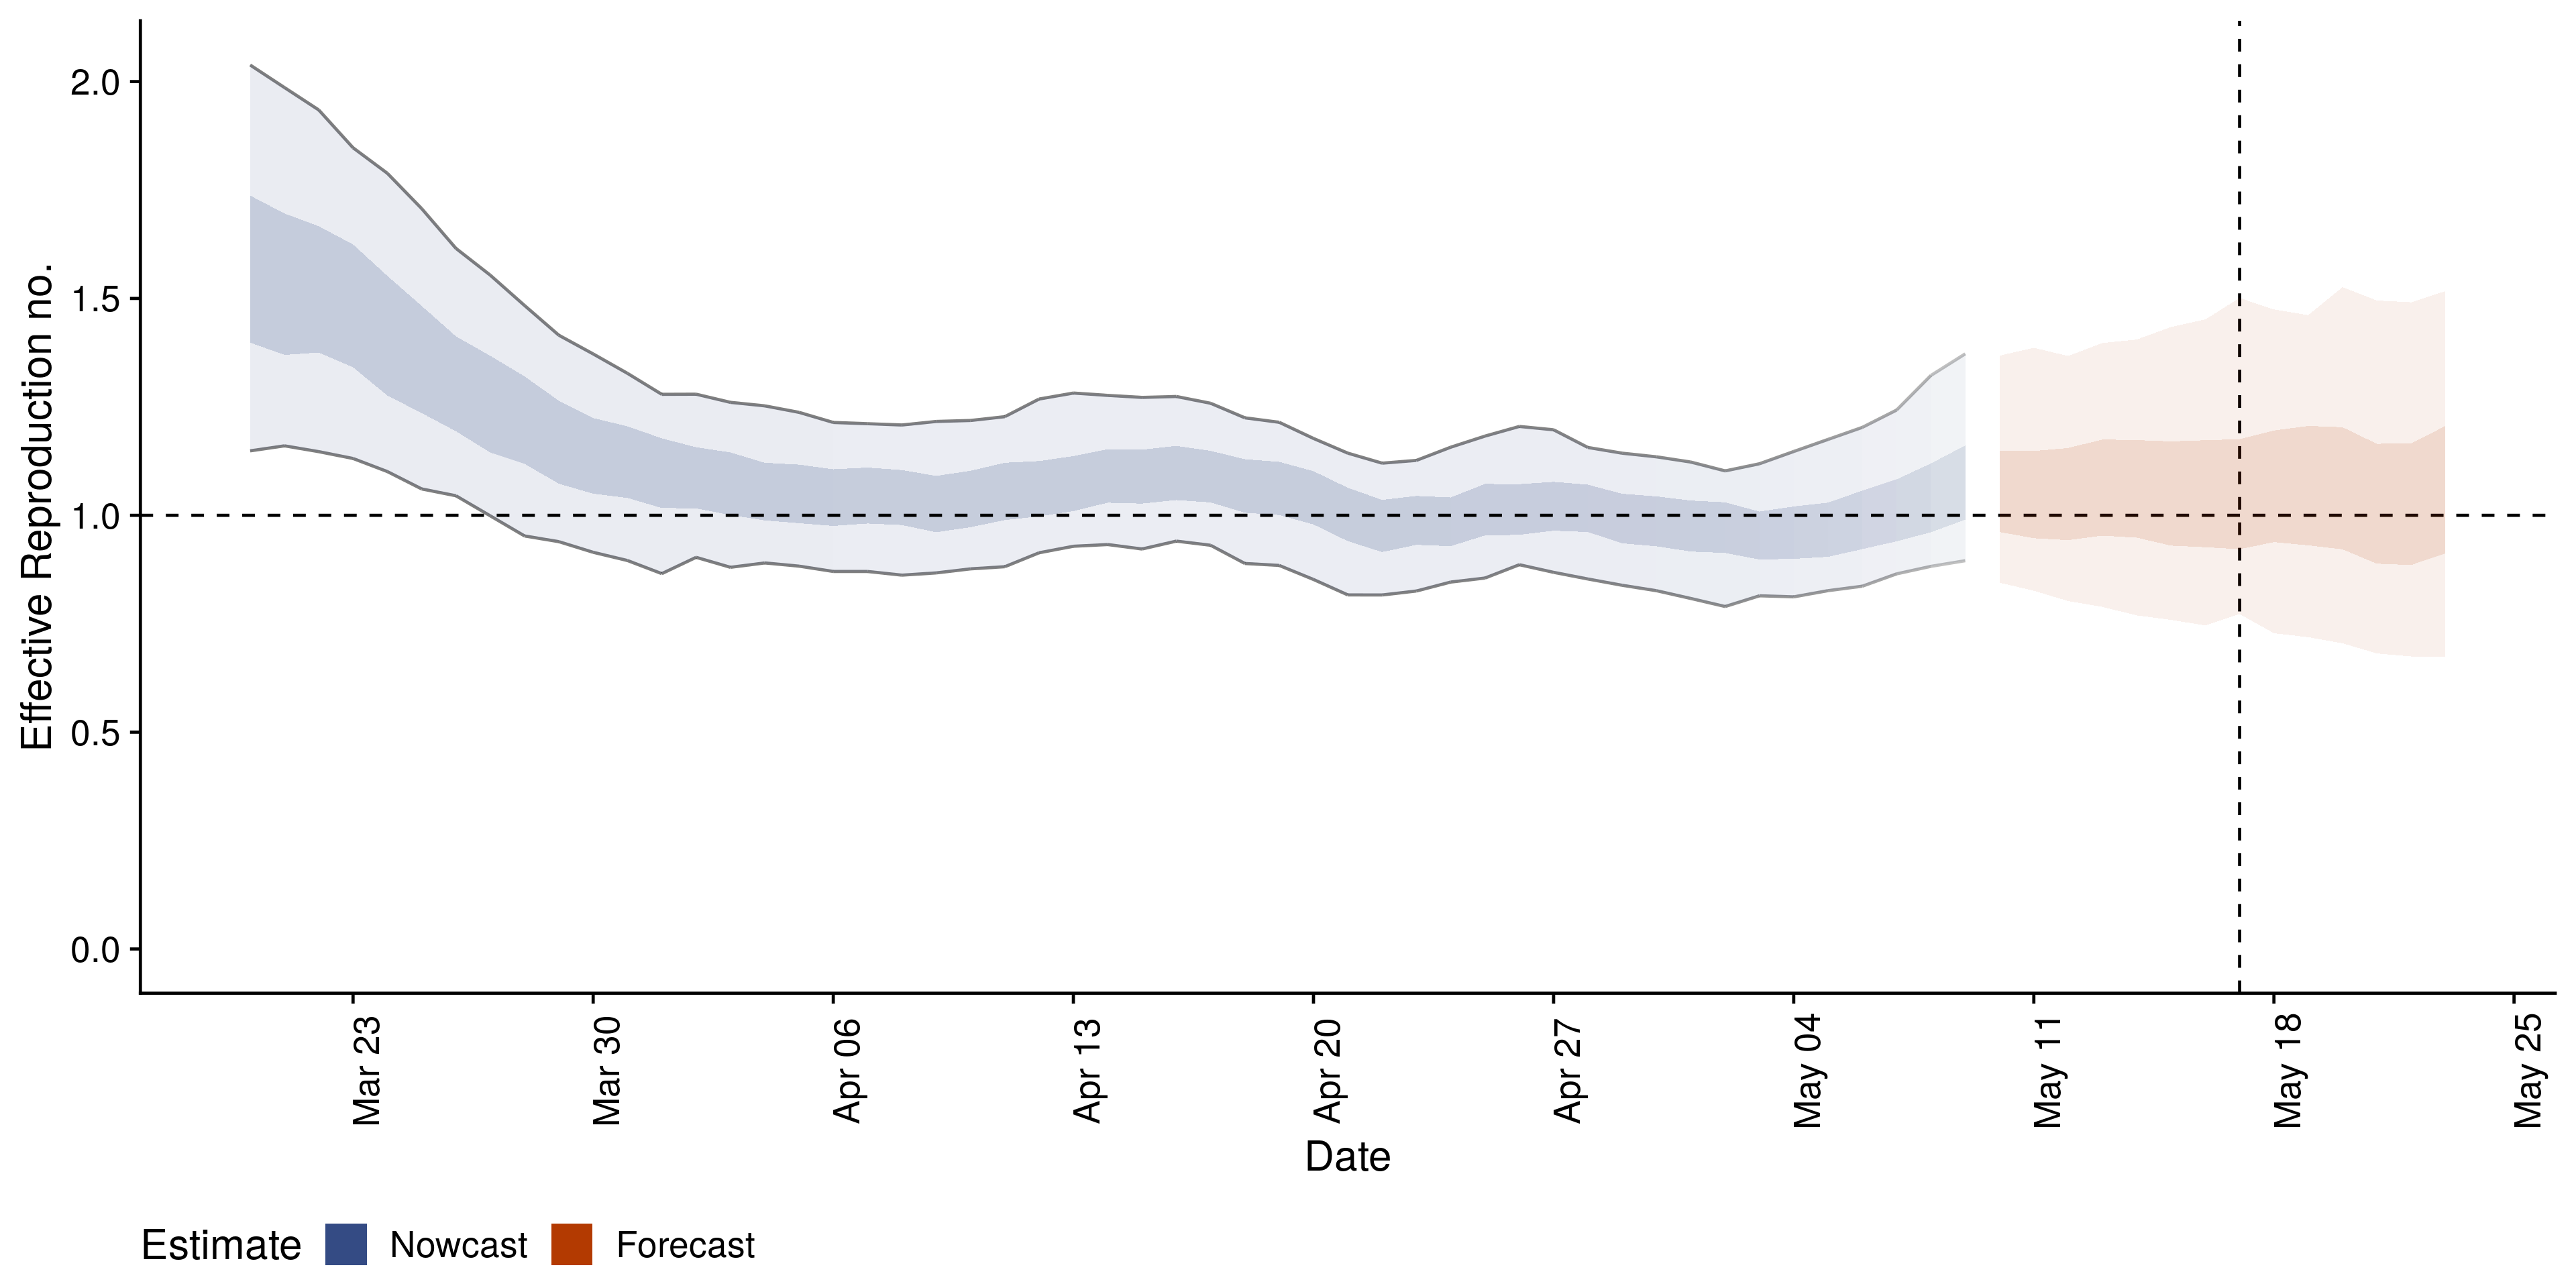 Effective Reproduction no.
2.0
1.5
1.0
0.5
0.0
Mar 23
Mar 30
Apr 06
Apr 13
Apr 20
Apr 27
May 04
May 11
May 18
May 25
Date
Estimate Nowcast Forecast